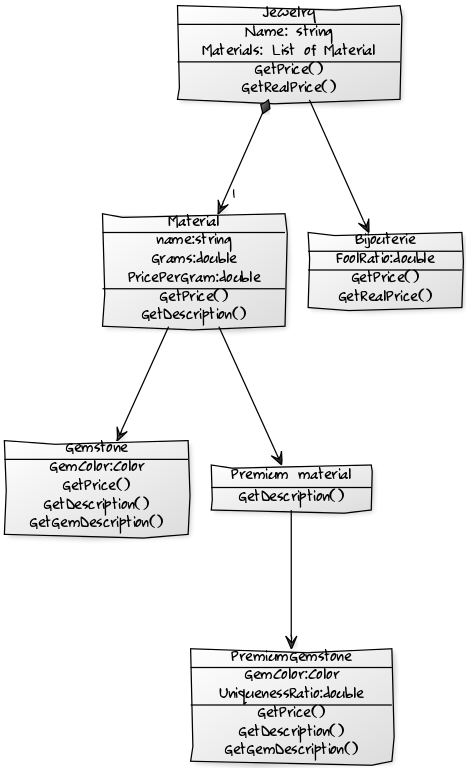 Jewelry
Name: string
Materials: List of Material
GetPrice()
GetRealPrice()
1
Material
name:string
Grams:double
PricePerGram:double
GetPrice()
GetDescription()
Bijouterie
FoolRatio:double
GetPrice()
GetRealPrice()
Gemstone
GemColor:Color
GetPrice()
GetDescription()
GetGemDescription()
Premium material
GetDescription()
PremiumGemstone
GemColor:Color
UniquenessRatio:double
GetPrice()
GetDescription()
GetGemDescription()